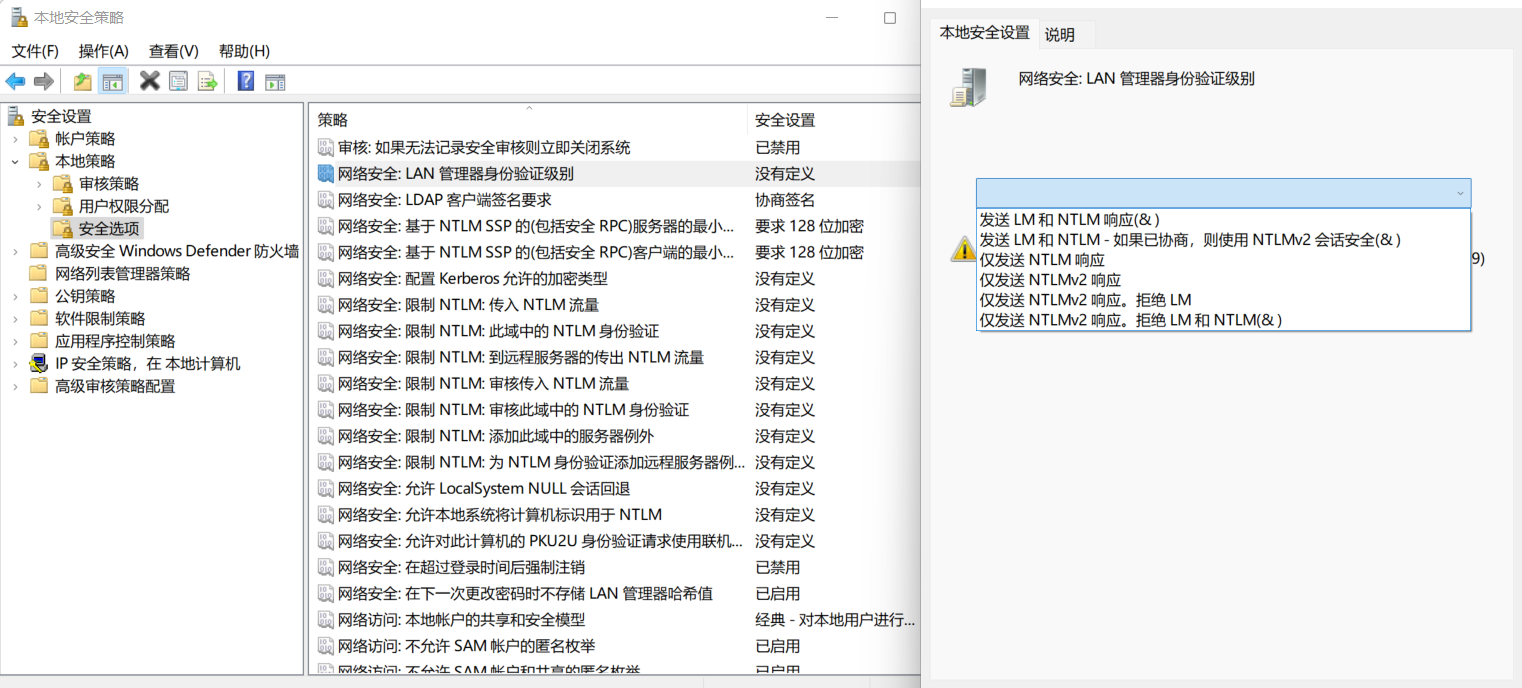 本地安全策略
文件(F) 操作(A) 查看(V) 帮助(H)
安全设置
帐户策略
本地策略
审核策略
用户权限分配
安全选项
高级安全 Windows Defender 防火墙
网络列表管理器策略
公钥策略
软件限制策略
应用程序控制策略
IP 安全策略，在 本地计算机
高级审核策略配置
策略 安全设置
审核: 如果无法记录安全审核则立即关闭系统 已禁用
网络安全: LAN 管理器身份验证级别 没有定义
网络安全: LDAP 客户端签名要求 协商签名
网络安全: 基于 NTLM SSP 的(包括安全 RPC)服务器的最小... 要求 128 位加密
网络安全: 基于 NTLM SSP 的(包括安全 RPC)客户端的最小... 要求 128 位加密
网络安全: 配置 Kerberos 允许的加密类型 没有定义
网络安全: 限制 NTLM: 传入 NTLM 流量 没有定义
网络安全: 限制 NTLM: 此域中的 NTLM 身份验证 没有定义
网络安全: 限制 NTLM: 到远程服务器的传出 NTLM 流量 没有定义
网络安全: 限制 NTLM: 审核传入 NTLM 流量 没有定义
网络安全: 限制 NTLM: 审核此域中的 NTLM 身份验证 没有定义
网络安全: 限制 NTLM: 添加此域中的服务器例外 没有定义
网络安全: 限制 NTLM: 为 NTLM 身份验证添加远程服务器例... 没有定义
网络安全: 允许 LocalSystem NULL 会话回退 没有定义
网络安全: 允许本地系统将计算机标识用于 NTLM 没有定义
网络安全: 允许对此计算机的 PKU2U 身份验证请求使用联机... 没有定义
网络安全: 在超过登录时间后强制注销 已禁用
网络安全: 在下一次更改密码时不存储 LAN 管理器哈希值 已启用
网络访问: 本地帐户的共享和安全模型 经典 - 对本地用户进行...
网络访问: 不允许 SAM 帐户的匿名枚举 已启用
网络访问: 不允许 SAM 帐户和共享的匿名枚举 已启用
本地安全设置 说明
网络安全: LAN 管理器身份验证级别
发送 LM 和 NTLM 响应(& )
发送 LM 和 NTLM - 如果已协商，则使用 NTLMv2 会话安全(& )
仅发送 NTLM 响应
9)
仅发送 NTLMv2 响应
仅发送 NTLMv2 响应。拒绝 LM
仅发送 NTLMv2 响应。拒绝 LM 和 NTLM(& )